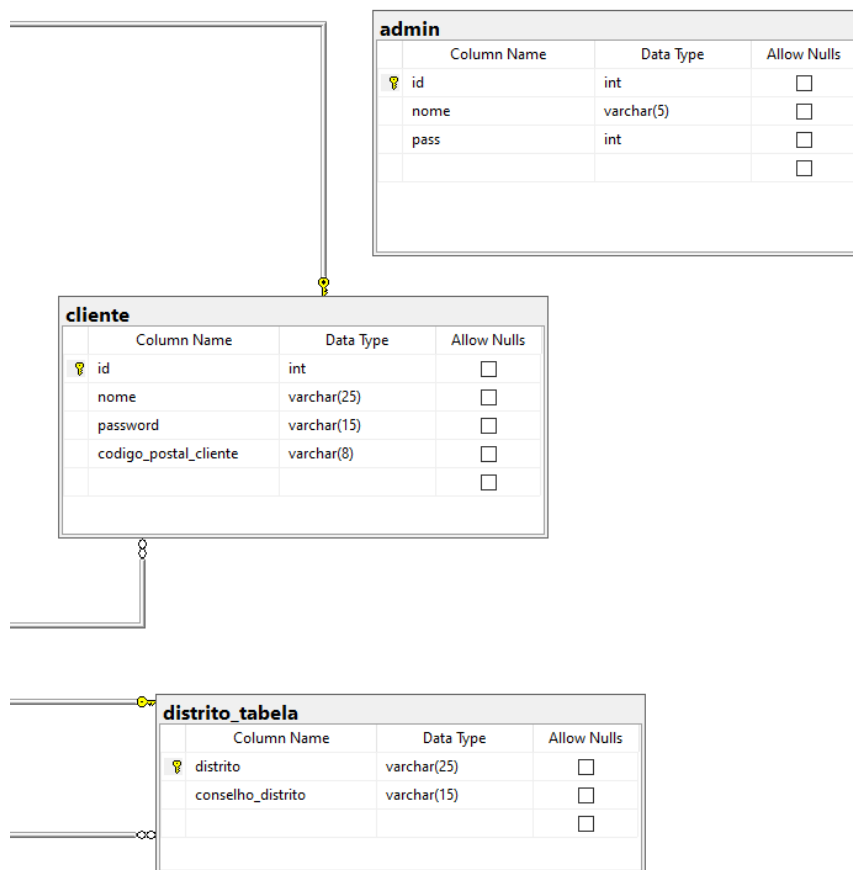 admin
Column Name Data Type Allow Nulls
id int
nome varchar(5)
pass int
cliente
Column Name Data Type Allow Nulls
id int
nome varchar(25)
password varchar(15)
codigo_postal_cliente varchar(8)
distrito_tabela
Column Name Data Type Allow Nulls
distrito varchar(25)
conselho_distrito varchar(15)